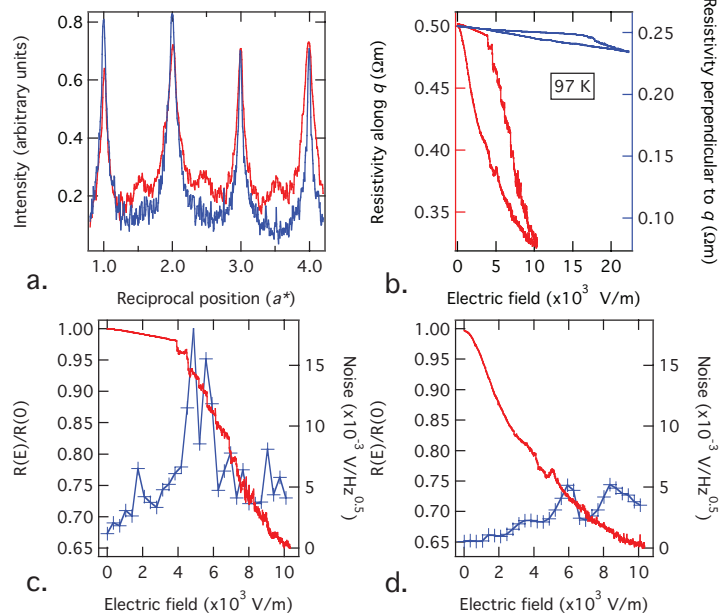 0.8
0.6
0.4
0.2
Intensity (arbitrary units)
1.0 2.0 3.0 4.0
a.
Reciprocal position (a*)
0.50
0.45
0.40
0.35
Resistivity along q (Ωm)
97 K
0.25
0.20
0.15
0.10
Resistivity perpendicular to q (Ωm)
0 5 10 15 20
b.
Electric field (x10³ V/m)
1.00
0.95
0.90
0.85
0.80
0.75
0.70
0.65
R(E)/R(0)
15
10
5
0
Noise (x10⁻³ V/Hz⁰·⁵)
0 2 4 6 8 10
c.
Electric field (x10³ V/m)
1.00
0.95
0.90
0.85
0.80
0.75
0.70
0.65
R(E)/R(0)
15
10
5
0
Noise (x10⁻³ V/Hz⁰·⁵)
0 2 4 6 8 10
d.
Electric field (x10³ V/m)